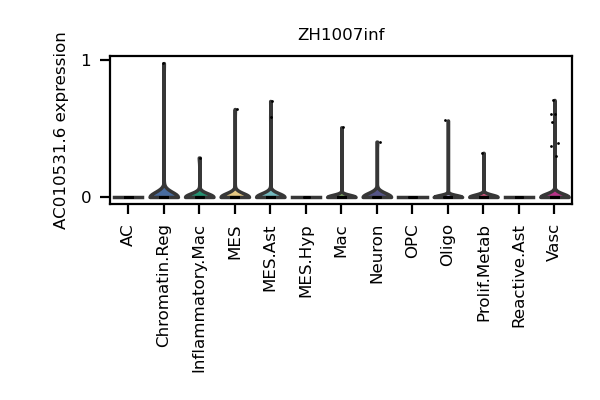 ZH1007inf
AC010531.6 expression
1
0
AC
Chromatin.Reg
Inflammatory.Mac
MES
MES.Ast
MES.Hyp
Mac
Neuron
OPC
Oligo
Prolif.Metab
Reactive.Ast
Vasc